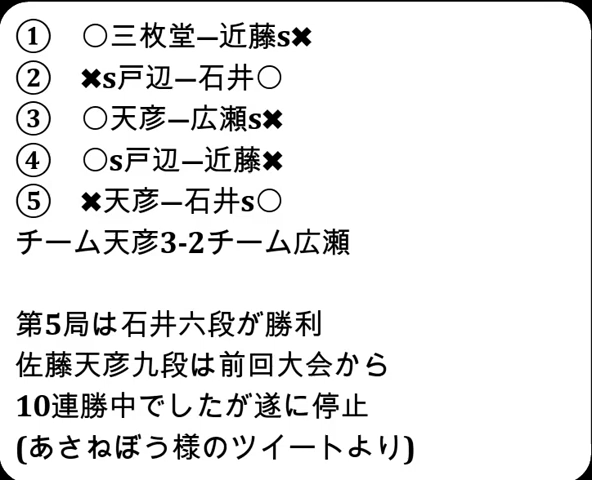 ① ○三枚堂—近藤s✖
② ✖s戸辺—石井○
③ ○天彦—広瀬s✖
④ ○s戸辺—近藤✖
⑤ ✖天彦—石井s○
チーム天彦3-2チーム広瀬
第5局は石井六段が勝利
佐藤天彦九段は前回大会から
10連勝中でしたが遂に停止
(あさねぼう様のツイートより)